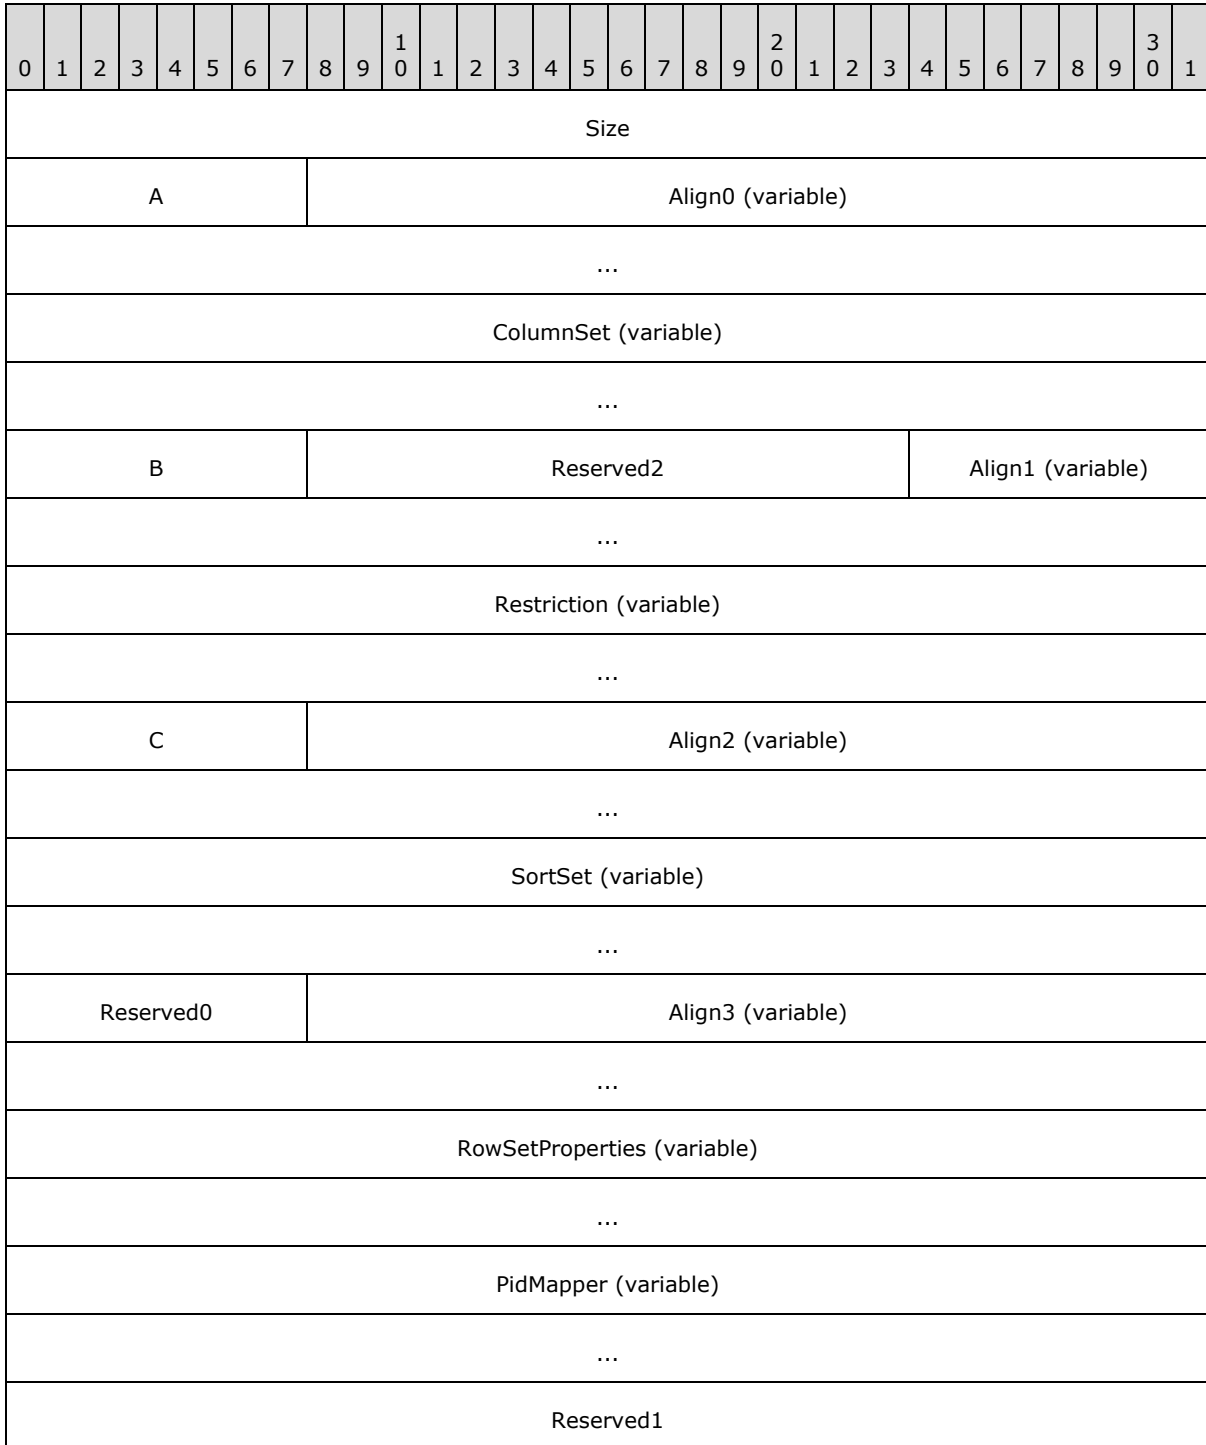 1 2 3
0 1 2 3 4 5 6 7 8 9 0 1 2 3 4 5 6 7 8 9 0 1 2 3 4 5 6 7 8 9 0 1
Size
A Align0 (variable)
...
ColumnSet (variable)
...
B Reserved2 Align1 (variable)
...
Restriction (variable)
...
C Align2 (variable)
...
SortSet (variable)
...
Reserved0 Align3 (variable)
...
RowSetProperties (variable)
...
PidMapper (variable)
...
Reserved1